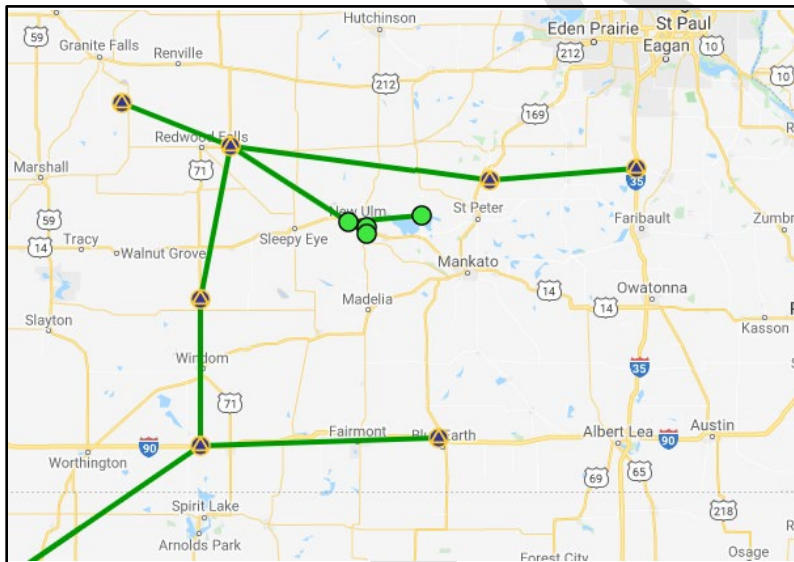 Hutchinson
St Paul
Eden Prairie
Eagan
59
Granite Falls
Renville
212
10
212
10
169
Redwood Falls
71
Marshall
35
New Ulm
St Peter
Faribault
59
Sleepy Eye
14
Tracy
Walnut Grove
Mankato
14
Owatonna
14
Madelia
Slayton
Kasson
Windom
35
71
Fairmont
Blue Earth
Albert Lea
Austin
90
90
Worthington
69
65
Spirit Lake
218
Arnolds Park
Forest City
Osage